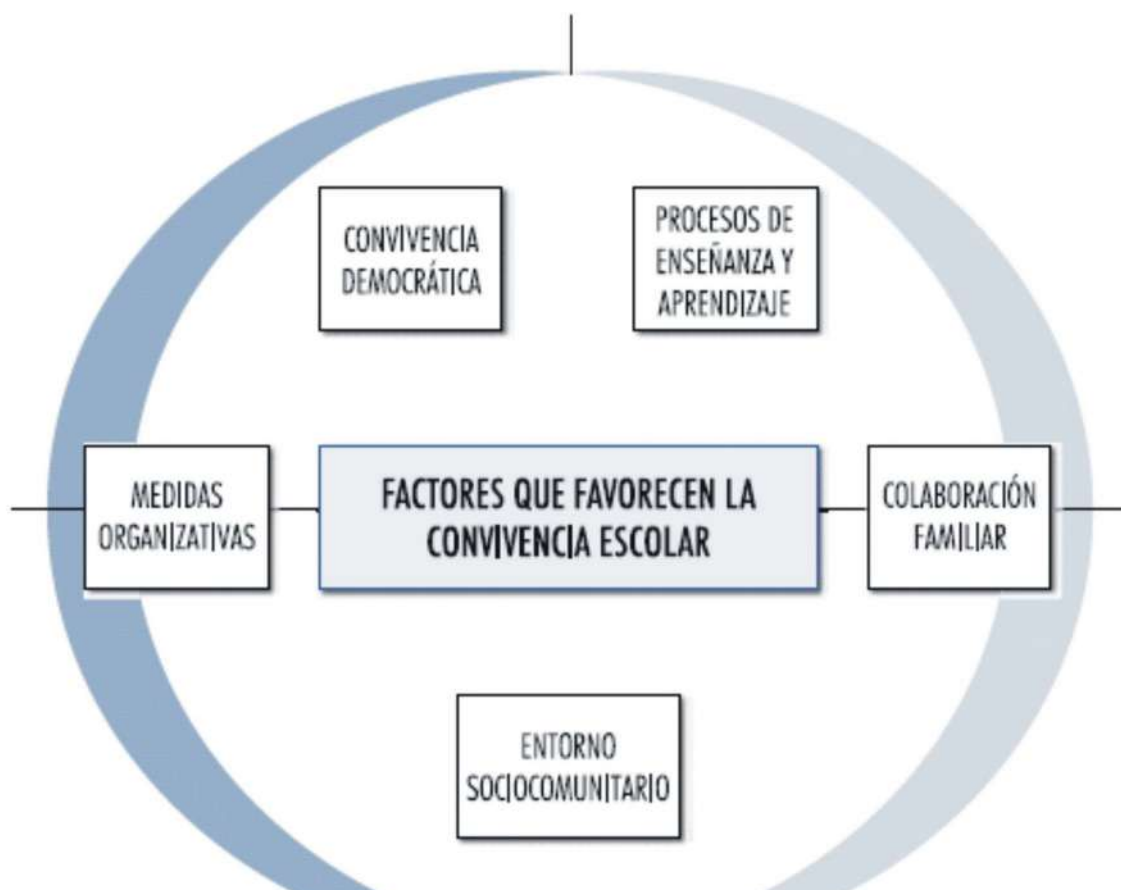 CONVIVENCIA
DEMOCRÁTICA
PROCESOS DE
ENSEÑANZA Y
APRENDIZAJE
MEDIDAS
ORGANIZATIVAS
FACTORES QUE FAVORECEN LA
CONVIVENCIA ESCOLAR
COLABORACIÓN
FAMILIAR
ENTORNO
SOCIOCOMUNITARIO